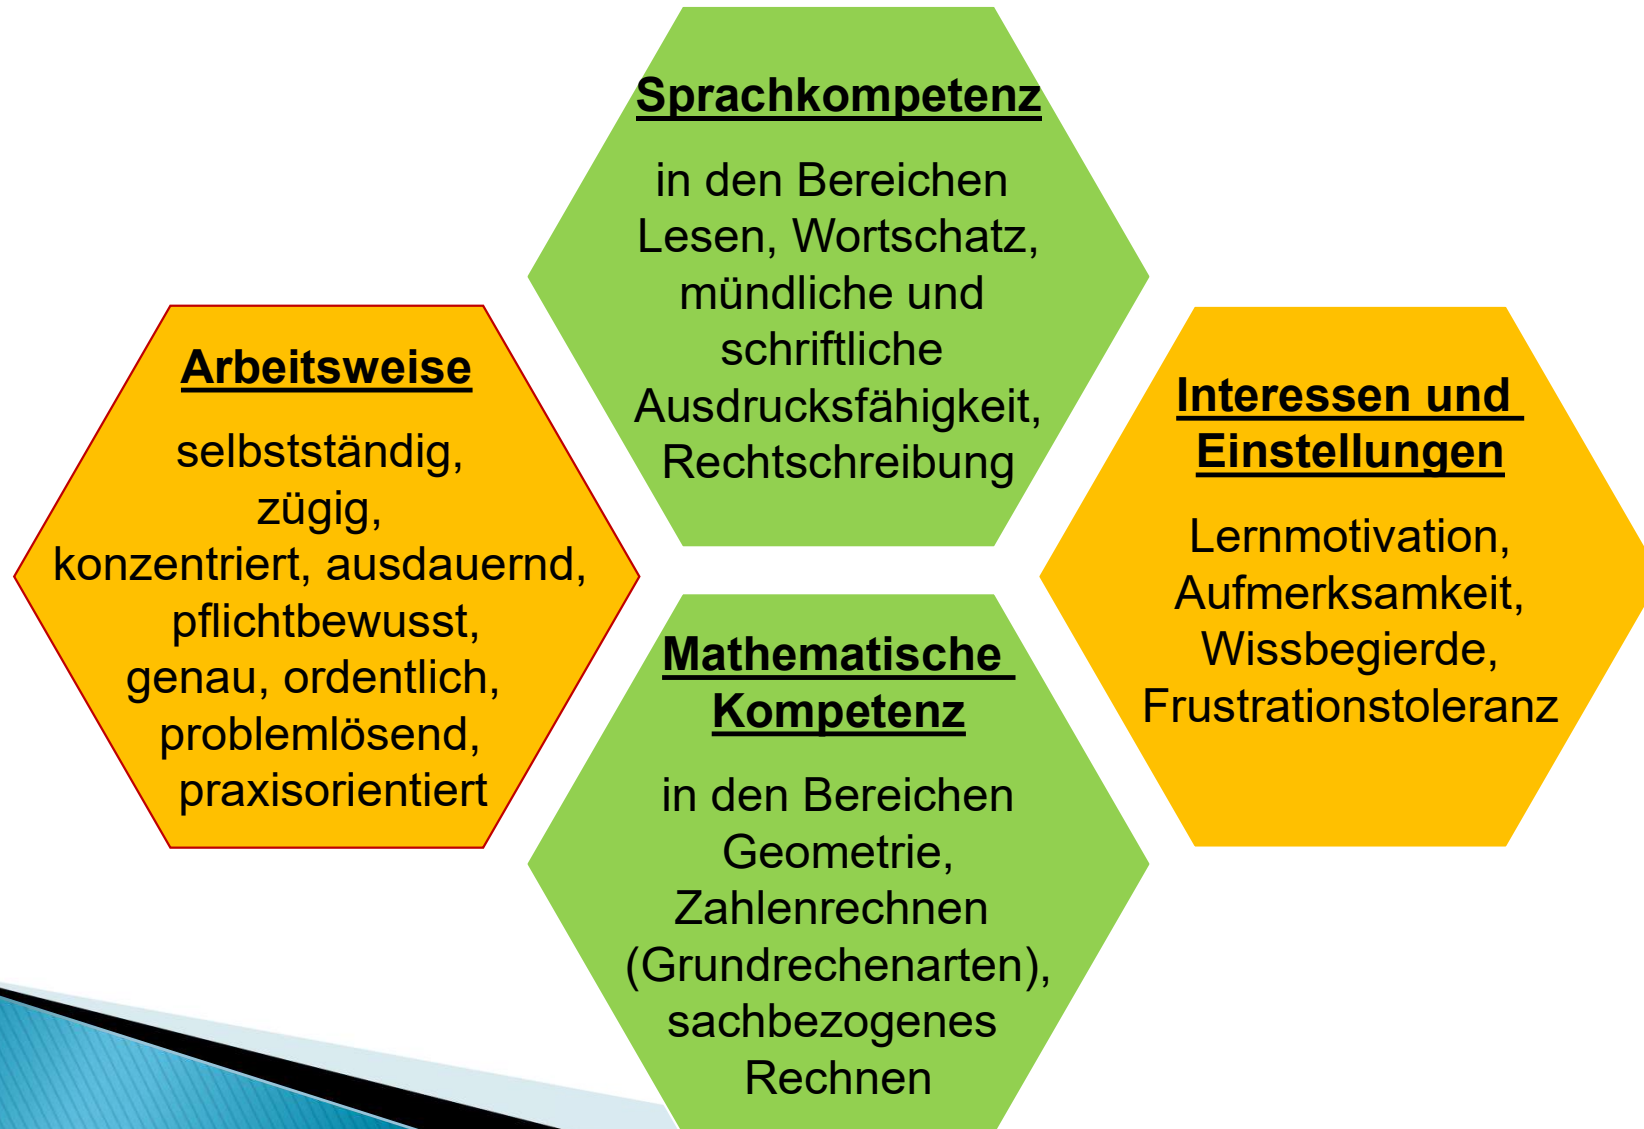 Sprachkompetenz
in den Bereichen
Lesen, Wortschatz,
mündliche und
schriftliche
Ausdrucksfähigkeit,
Rechtschreibung
Arbeitsweise
selbstständig,
zügig,
konzentriert, ausdauernd,
pflichtbewusst,
genau, ordentlich,
problemlösend,
praxisorientiert
Interessen und
Einstellungen
Lernmotivation,
Aufmerksamkeit,
Wissbegierde,
Frustrationstoleranz
Mathematische
Kompetenz
in den Bereichen
Geometrie,
Zahlenrechnen
(Grundrechenarten),
sachbezogenes
Rechnen